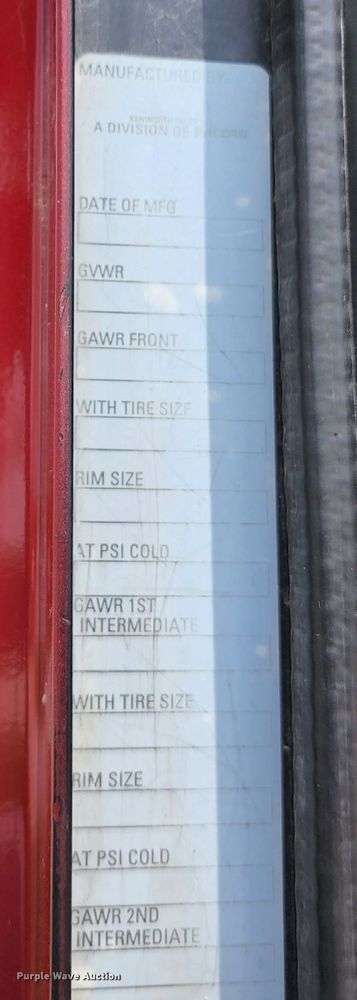 MANUFACTURED BY:
KENWORTH
A DIVISION OF PACCAR
DATE OF MFG
GVWR
GAWR FRONT
WITH TIRE SIZE
RIM SIZE
AT PSI COLD
GAWR 1ST
INTERMEDIATE
WITH TIRE SIZE
RIM SIZE
AT PSI COLD
GAWR 2ND
INTERMEDIATE
Purple Wave Auction